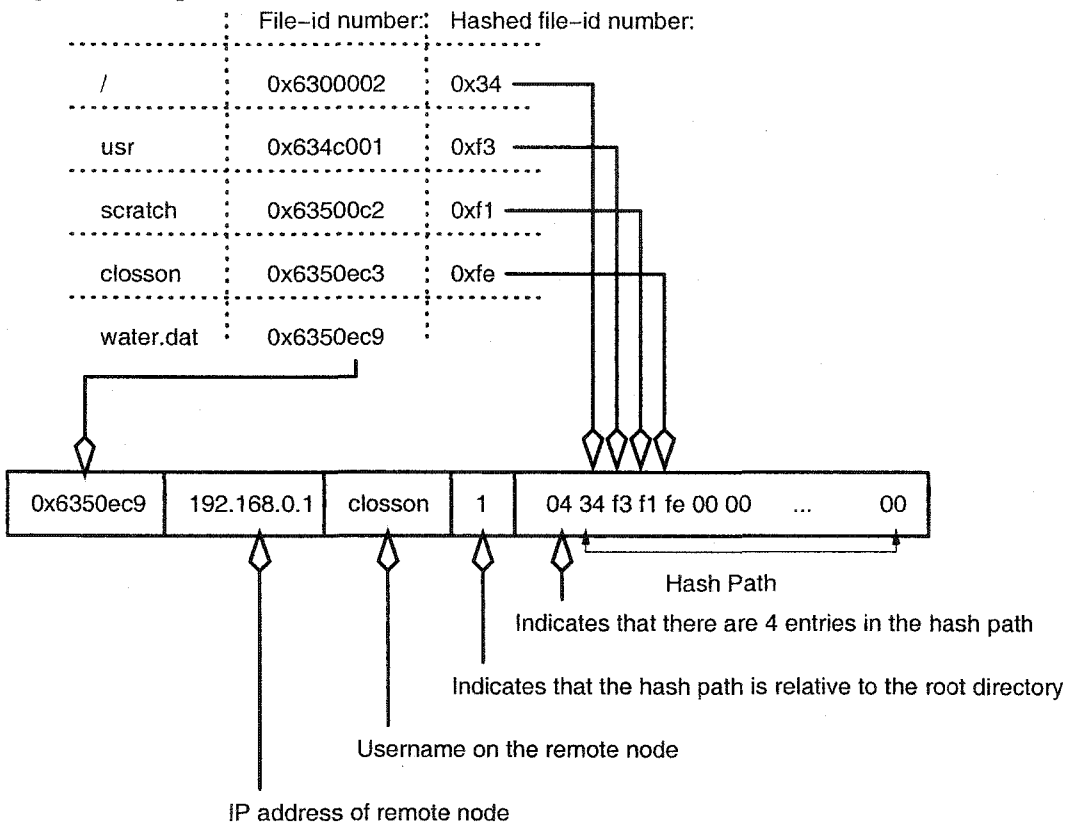 File-id number: Hashed file-id number:
/ 0x6300002 0x34
usr 0x634c001 0xf3
scratch 0x63500c2 0xf1
closson 0x6350ec3 0xfe
water.dat 0x6350ec9
0x6350ec9 192.168.0.1 closson 1 04 34 f3 f1 fe 00 00 ... 00
Hash Path
Indicates that there are 4 entries in the hash path
Indicates that the hash path is relative to the root directory
Username on the remote node
IP address of remote node